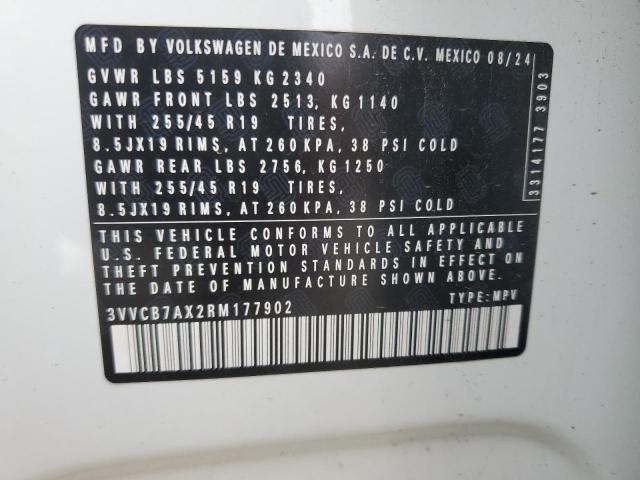 MFD BY VOLKSWAGEN DE MEXICO S.A. DE C.V. MEXICO 08/24
GVWR LBS 5159 KG 2340
GAWR FRONT LBS 2513, KG 1140
WITH 255/45 R19 TIRES,
8.5JX19 RIMS, AT 260 KPA, 38 PSI COLD
GAWR REAR LBS 2756, KG 1250
WITH 255/45 R19 TIRES,
8.5JX19 RIMS, AT 260 KPA, 38 PSI COLD
THIS VEHICLE CONFORMS TO ALL APPLICABLE
U.S. FEDERAL MOTOR VEHICLE SAFETY AND
THEFT PREVENTION STANDARDS IN EFFECT ON
THE DATE OF MANUFACTURE SHOWN ABOVE.
3VVCB7AX2RM177902 TYPE: MPV
3314177 3903